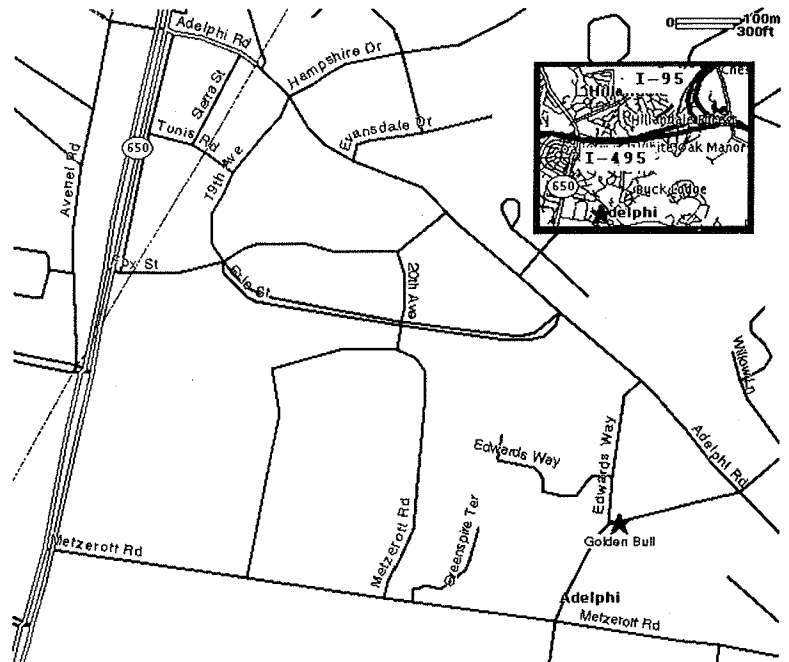 Adelphi Rd
Hampshire Dr
0 100m
300ft
I-95
Sierra St
Tunis Rd
650
19th Ave
Evansdale Dr
Oak Manor
I-495
650
Buck Lodge
Adelphi
Avenel Rd
Fox St
Erie St
20th Ave
Willow Ln
Edwards Way
Edwards Way
Adelphi Rd
Metzerott Rd
Greenspire Ter
Metzerott Rd
Golden Bull
Adelphi
Metzerott Rd